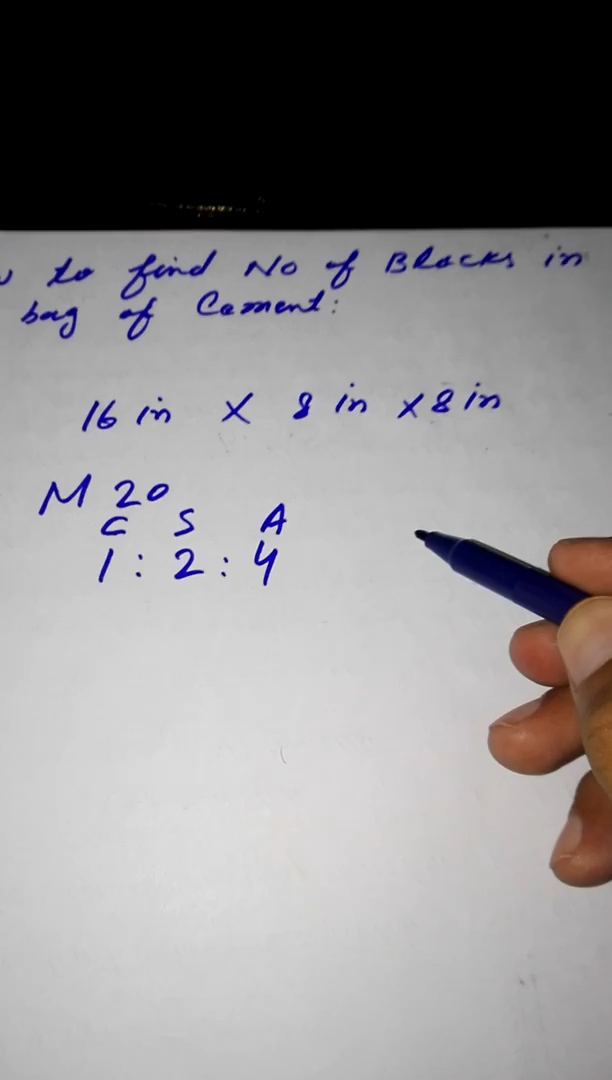 to find No of Blocks in
bag of Cement:
16 in X 8 in x 8 in
M 20
C S A
1 : 2 : 4